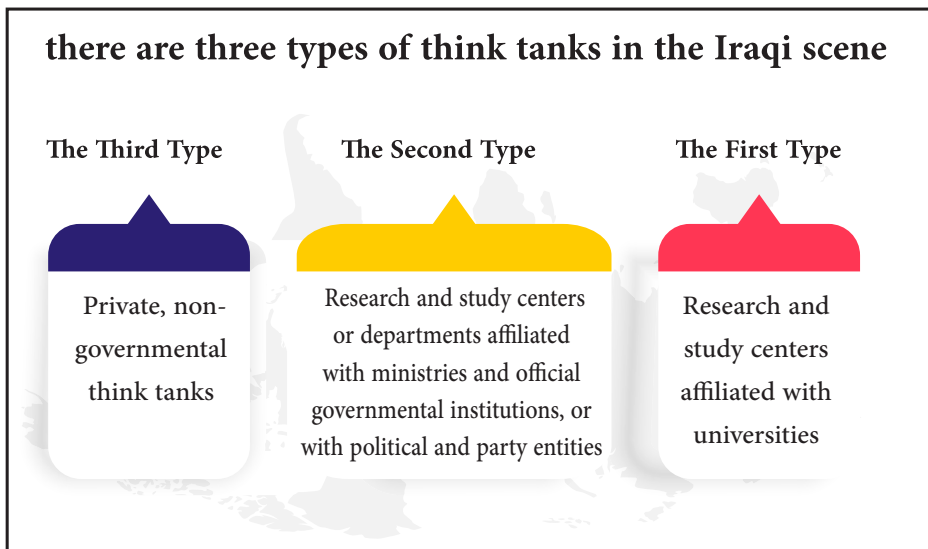 there are three types of think tanks in the Iraqi scene
The Third Type
Private, non-
governmental
think tanks
The Second Type
Research and study centers
or departments affiliated
with ministries and official
governmental institutions, or
with political and party entities
The First Type
Research and
study centers
affiliated with
universities